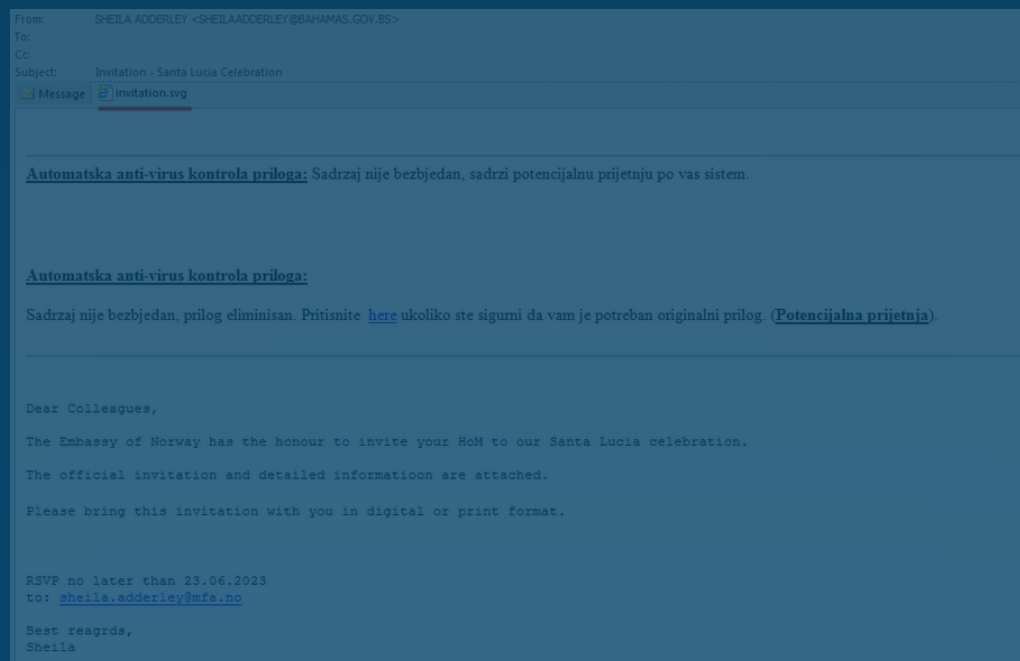 From: SHEILA ADDERLEY <SHEILAADDERLEY@BAHAMAS.GOV.BS>
To:
Cc:
Subject: Invitation - Santa Lucia Celebration
Message invitation.svg
Automatska anti-virus kontrola priloga: Sadrzaj nije bezbjedan, sadrzi potencijalnu prijetnju po vas sistem.
Automatska anti-virus kontrola priloga:
Sadrzaj nije bezbjedan, prilog eliminisan. Pritisnite here ukoliko ste sigurni da vam je potreban originalni prilog. (Potencijalna prijetnja).
Dear Colleagues,
The Embassy of Norway has the honour to invite your HoM to our Santa Lucia celebration.
The official invitation and detailed informatioon are attached.
Please bring this invitation with you in digital or print format.
RSVP no later than 23.06.2023
to: sheila.adderley@mfa.no
Best reagrds,
Sheila